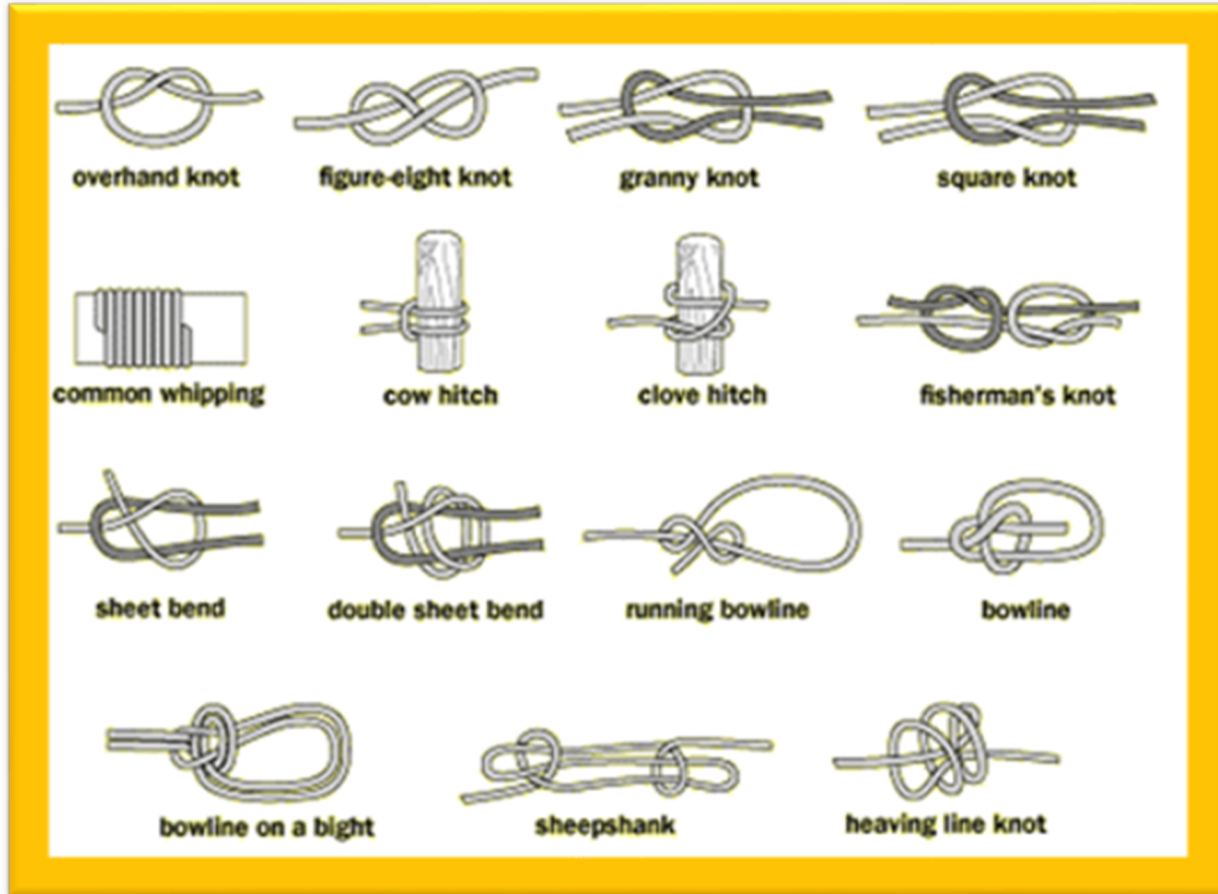 overhand knot
figure-eight knot
granny knot
square knot
common whipping
cow hitch
clove hitch
fisherman's knot
sheet bend
double sheet bend
running bowline
bowline
bowline on a bight
sheepshank
heaving line knot